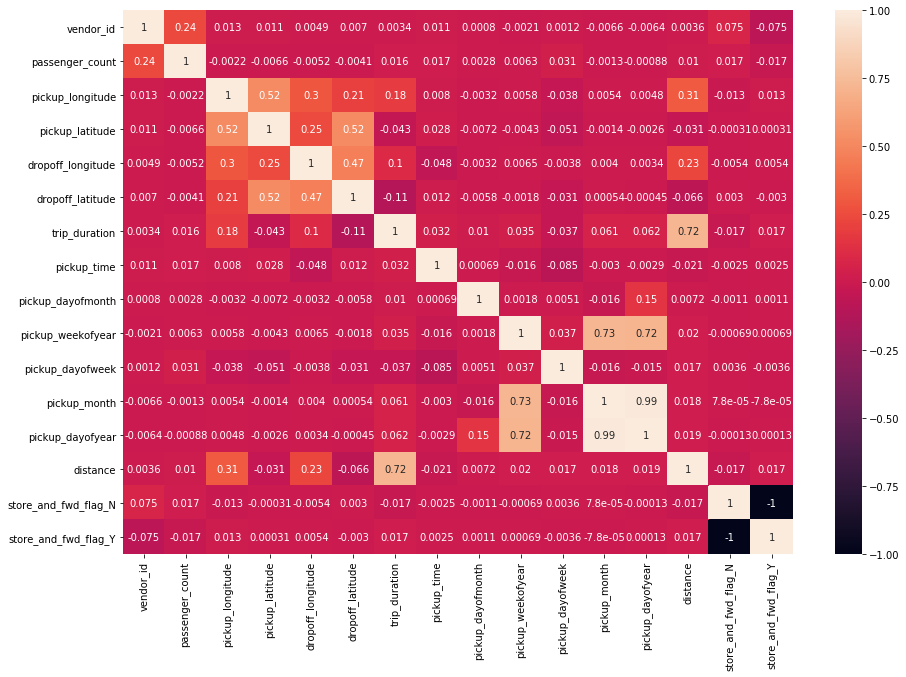 vendor_id 1 0.24 0.013 0.011 0.0049 0.007 0.0034 0.011 0.0008 -0.0021 0.0012 -0.0066 -0.0064 0.0036 0.075 -0.075
passenger_count 0.24 1 -0.0022 -0.0066 -0.0052 -0.0041 0.016 0.017 0.0028 0.0063 0.031 -0.0013 -0.00088 0.01 0.017 -0.017
pickup_longitude 0.013 -0.0022 1 0.52 0.3 0.21 0.18 0.008 -0.0032 0.0058 -0.038 0.0054 0.0048 0.31 -0.013 0.013
pickup_latitude 0.011 -0.0066 0.52 1 0.25 0.52 -0.043 0.028 -0.0072 -0.0043 -0.051 -0.0014 -0.0026 -0.031 -0.00031 0.00031
dropoff_longitude 0.0049 -0.0052 0.3 0.25 1 0.47 0.1 -0.048 -0.0032 0.0065 -0.0038 0.004 0.0034 0.23 -0.0054 0.0054
dropoff_latitude 0.007 -0.0041 0.21 0.52 0.47 1 -0.11 0.012 -0.0058 -0.0018 -0.031 0.00054 -0.00045 -0.066 0.003 -0.003
trip_duration 0.0034 0.016 0.18 -0.043 0.1 -0.11 1 0.032 0.01 0.035 -0.037 0.061 0.062 0.72 -0.017 0.017
pickup_time 0.011 0.017 0.008 0.028 -0.048 0.012 0.032 1 0.00069 -0.016 -0.085 -0.003 -0.0029 -0.021 -0.0025 0.0025
pickup_dayofmonth 0.0008 0.0028 -0.0032 -0.0072 -0.0032 -0.0058 0.01 0.00069 1 0.0018 0.0051 -0.016 0.15 0.0072 -0.0011 0.0011
pickup_weekofyear -0.0021 0.0063 0.0058 -0.0043 0.0065 -0.0018 0.035 -0.016 0.0018 1 0.037 0.73 0.72 0.02 -0.00069 0.00069
pickup_dayofweek 0.0012 0.031 -0.038 -0.051 -0.0038 -0.031 -0.037 -0.085 0.0051 0.037 1 -0.016 -0.015 0.017 0.0036 -0.0036
pickup_month -0.0066 -0.0013 0.0054 -0.0014 0.004 0.00054 0.061 -0.003 -0.016 0.73 -0.016 1 0.99 0.018 7.8e-05 -7.8e-05
pickup_dayofyear -0.0064 -0.00088 0.0048 -0.0026 0.0034 -0.00045 0.062 -0.0029 0.15 0.72 -0.015 0.99 1 0.019 -0.00013 0.00013
distance 0.0036 0.01 0.31 -0.031 0.23 -0.066 0.72 -0.021 0.0072 0.02 0.017 0.018 0.019 1 -0.017 0.017
store_and_fwd_flag_N 0.075 0.017 -0.013 -0.00031 -0.0054 0.003 -0.017 -0.0025 -0.0011 -0.00069 0.0036 7.8e-05 -0.00013 -0.017 1 -1
store_and_fwd_flag_Y -0.075 -0.017 0.013 0.00031 0.0054 -0.003 0.017 0.0025 0.0011 0.00069 -0.0036 -7.8e-05 0.00013 0.017 -1 1
vendor_id
passenger_count
pickup_longitude
pickup_latitude
dropoff_longitude
dropoff_latitude
trip_duration
pickup_time
pickup_dayofmonth
pickup_weekofyear
pickup_dayofweek
pickup_month
pickup_dayofyear
distance
store_and_fwd_flag_N
store_and_fwd_flag_Y
1.00
0.75
0.50
0.25
0.00
-0.25
-0.50
-0.75
-1.00